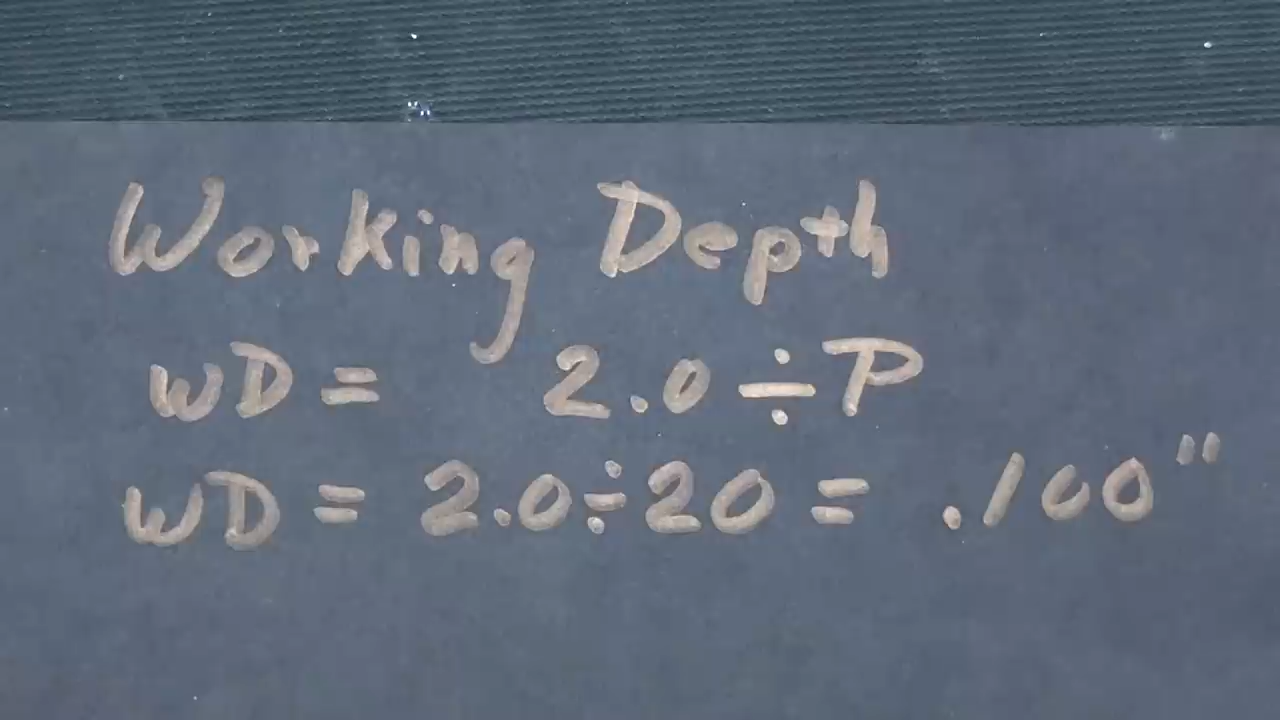 Working Depth
WD = 2.0 ÷ P
WD = 2.0 ÷ 20 = .100"